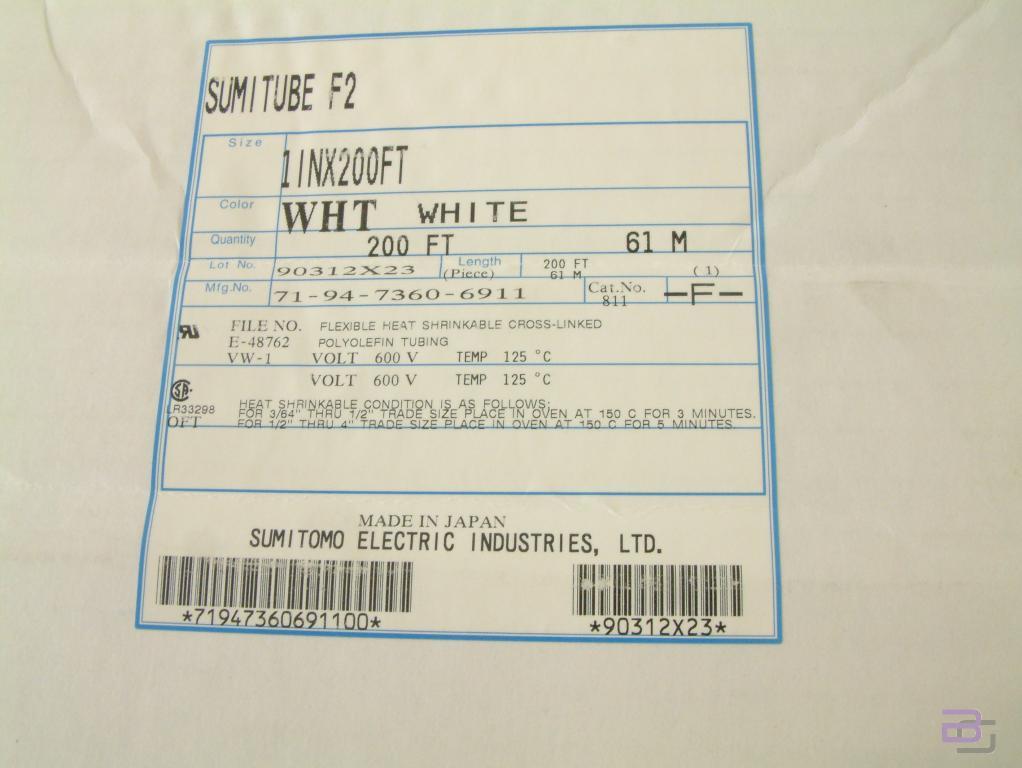 SUMITUBE F2
Size 1INX200FT
Color WHT WHITE
Quantity 200 FT 61 M
Lot No. 90312X23 Length (Piece) 200 FT 61 M (1)
Mfg.No. 71-94-7360-6911 Cat.No. 811 -F-
RU FILE NO. FLEXIBLE HEAT SHRINKABLE CROSS-LINKED
E-48762 POLYOLEFIN TUBING
VW-1 VOLT 600 V TEMP 125 °C
VOLT 600 V TEMP 125 °C
SA
LR33298 HEAT SHRINKABLE CONDITION IS AS FOLLOWS:
FOR 3/64" THRU 1/2" TRADE SIZE PLACE IN OVEN AT 150 C FOR 3 MINUTES.
OFT FOR 1/2" THRU 4" TRADE SIZE PLACE IN OVEN AT 150 C FOR 5 MINUTES.
MADE IN JAPAN
SUMITOMO ELECTRIC INDUSTRIES, LTD.
*71947360691100*
*90312X23*